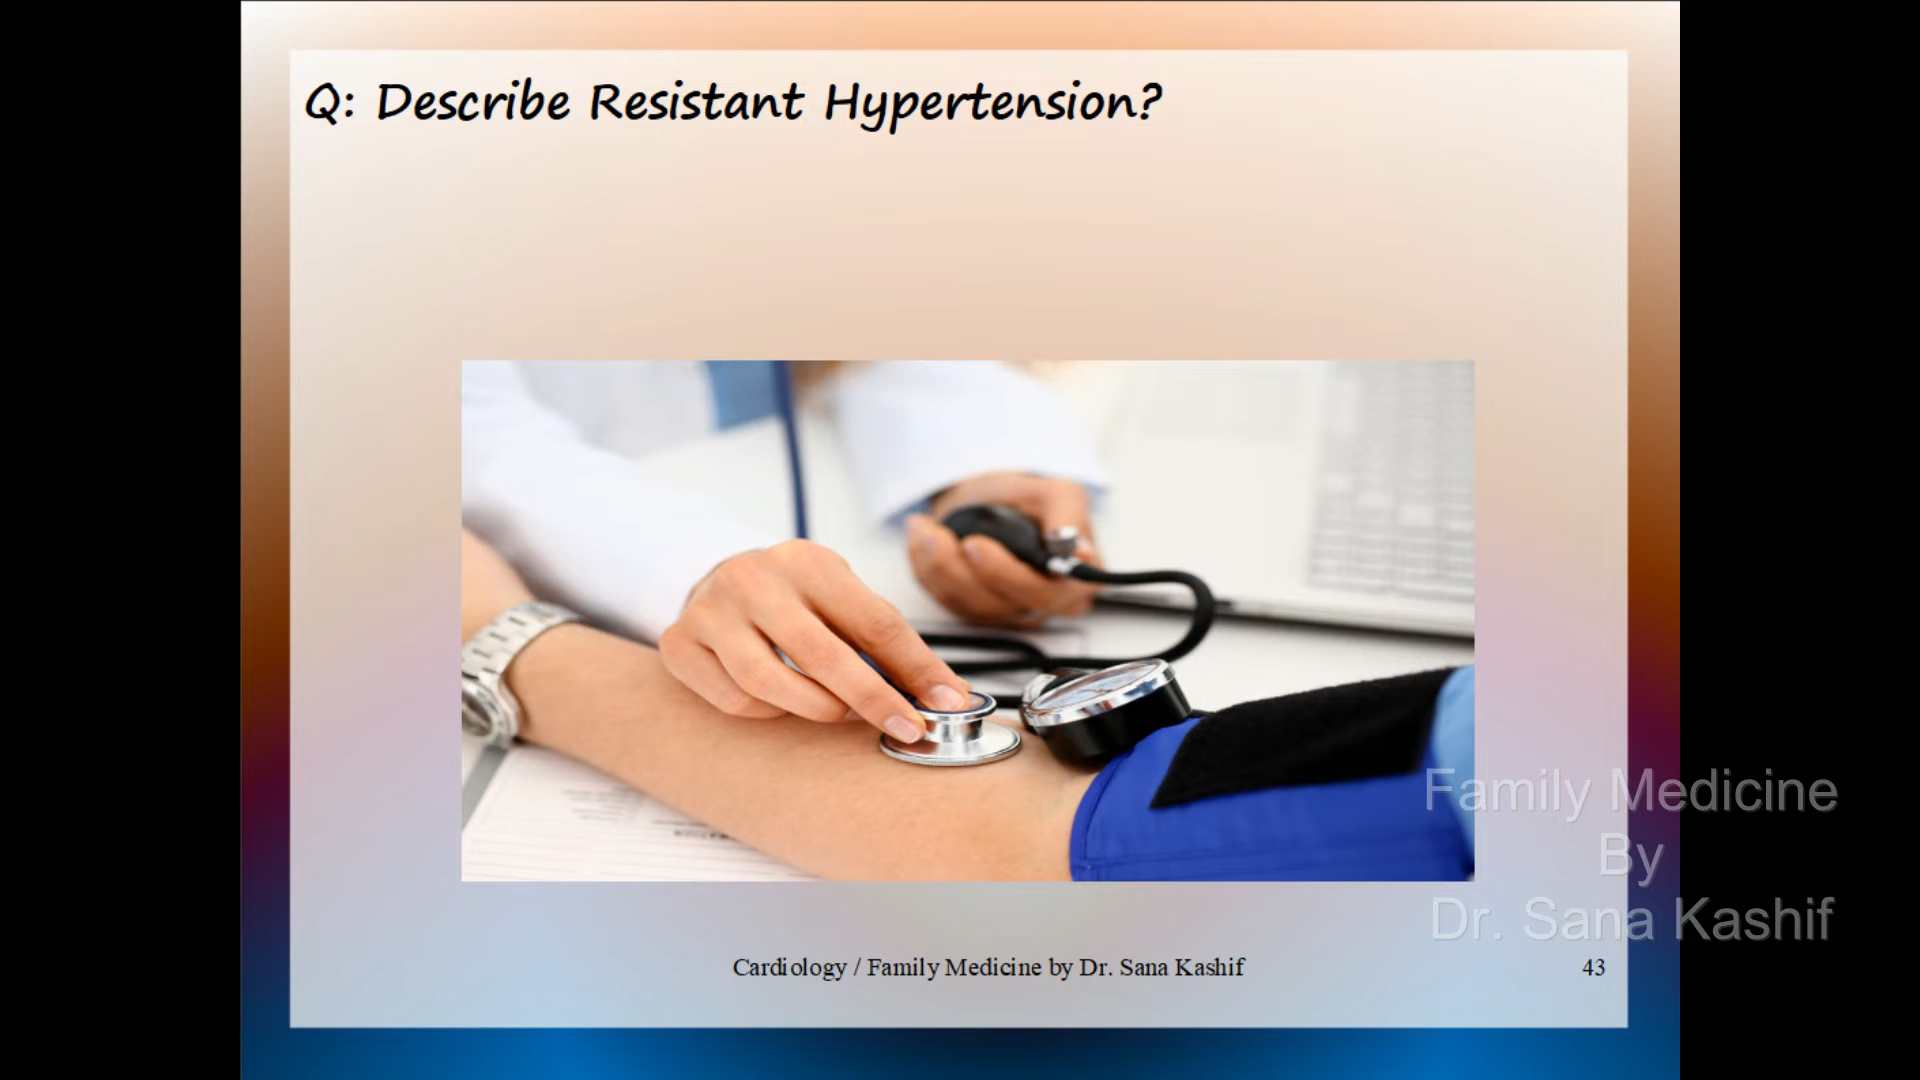 Q: Describe Resistant Hypertension?
Family Medicine
By
Dr. Sana Kashif
Cardiology / Family Medicine by Dr. Sana Kashif
43